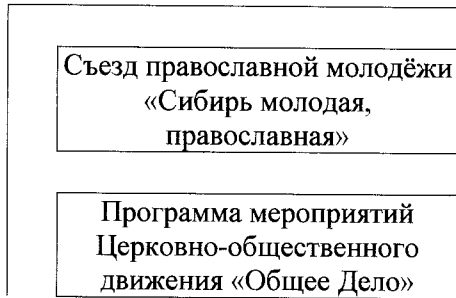 Съезд православной молодёжи
«Сибирь молодая,
православная»
Программа мероприятий
Церковно-общественного
движения «Общее Дело»